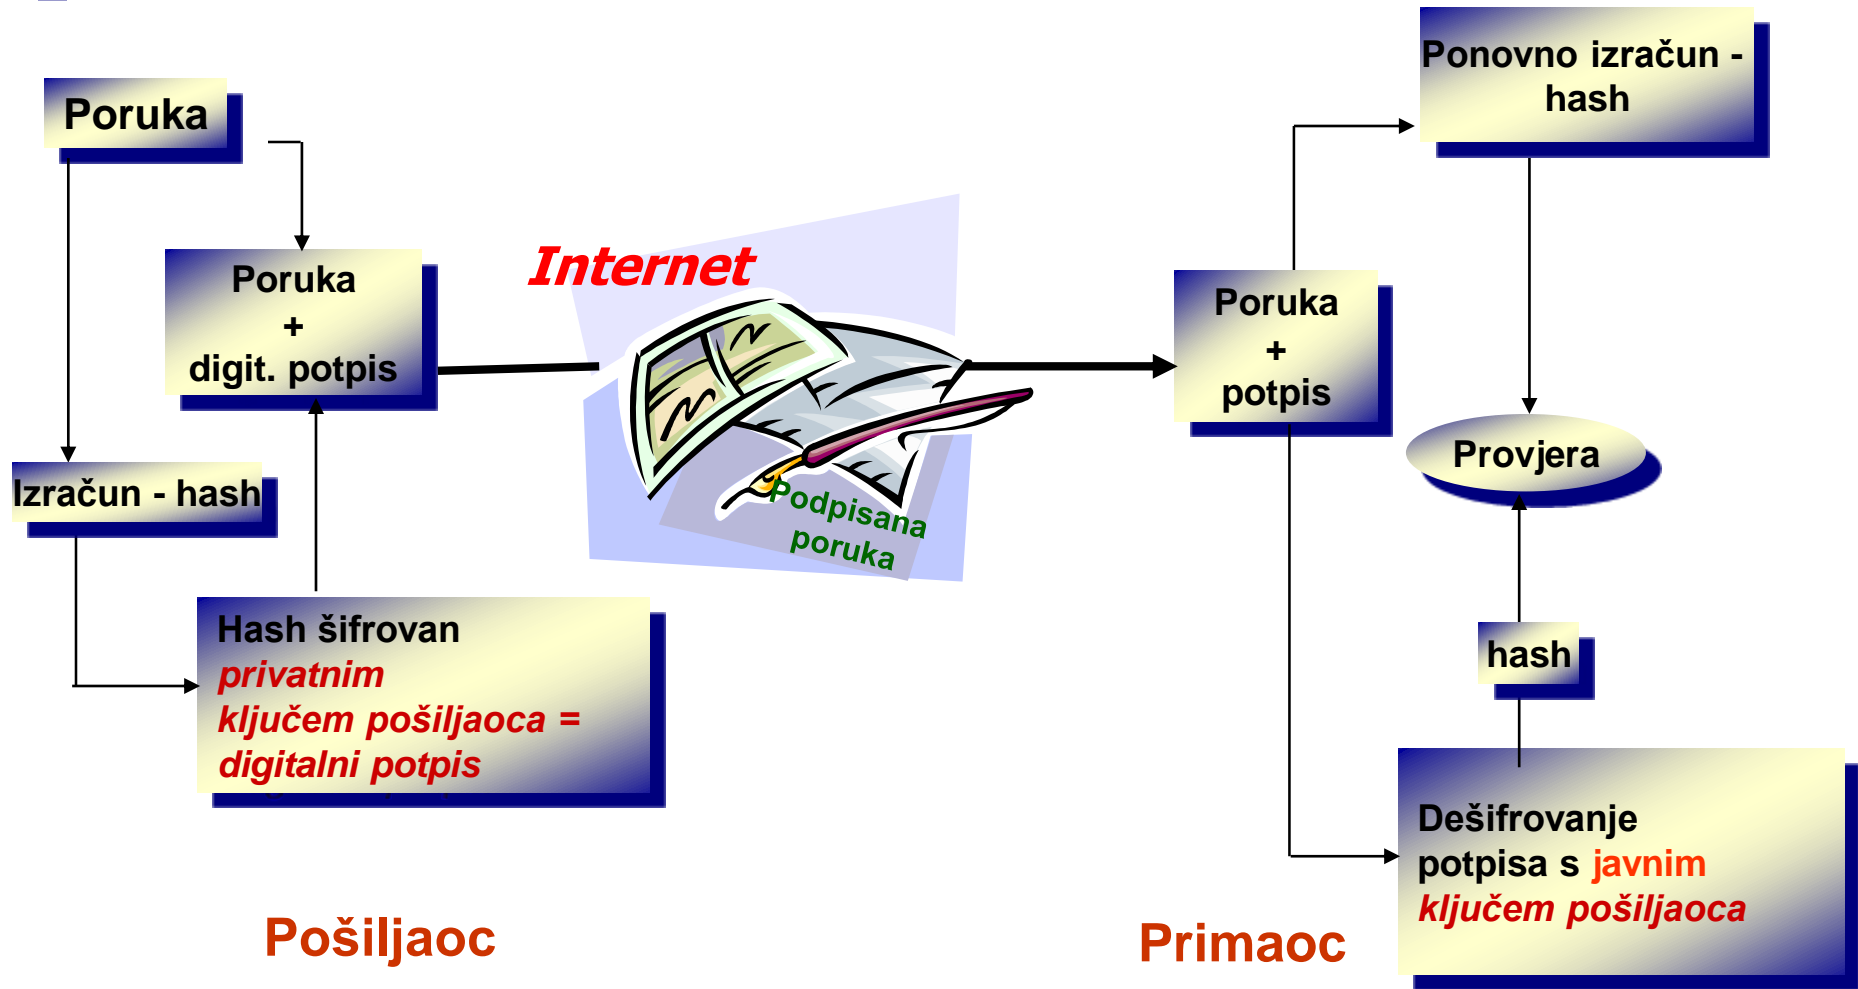 Poruka
Poruka
+
digit. potpis
Izračun - hash
Hash šifrovan
privatnim
ključem pošiljaoca =
digitalni potpis
Pošiljaoc
Internet
Podpisana
poruka
Poruka
+
potpis
Ponovno izračun -
hash
Provjera
hash
Dešifrovanje
potpisa s javnim
ključem pošiljaoca
Primaoc